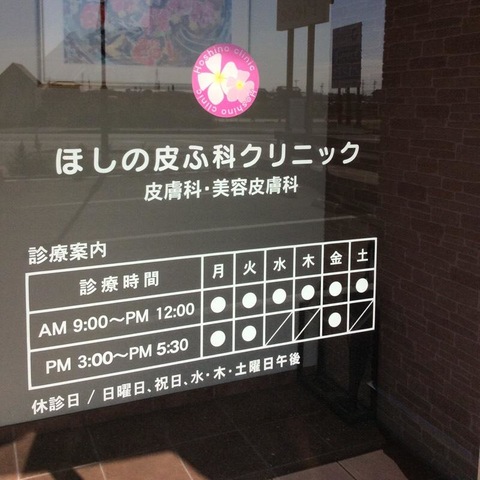 Hoshino clinic
Hoshino clinic
ほしの皮ふ科クリニック
皮膚科・美容皮膚科
診療案内
診療時間 月 火 水 木 金 土
AM 9:00〜PM 12:00 ● ● ● ● ● ●
PM 3:00〜PM 5:30 ● ● ／ ／ ● ／
休診日 / 日曜日、祝日、水・木・土曜日午後